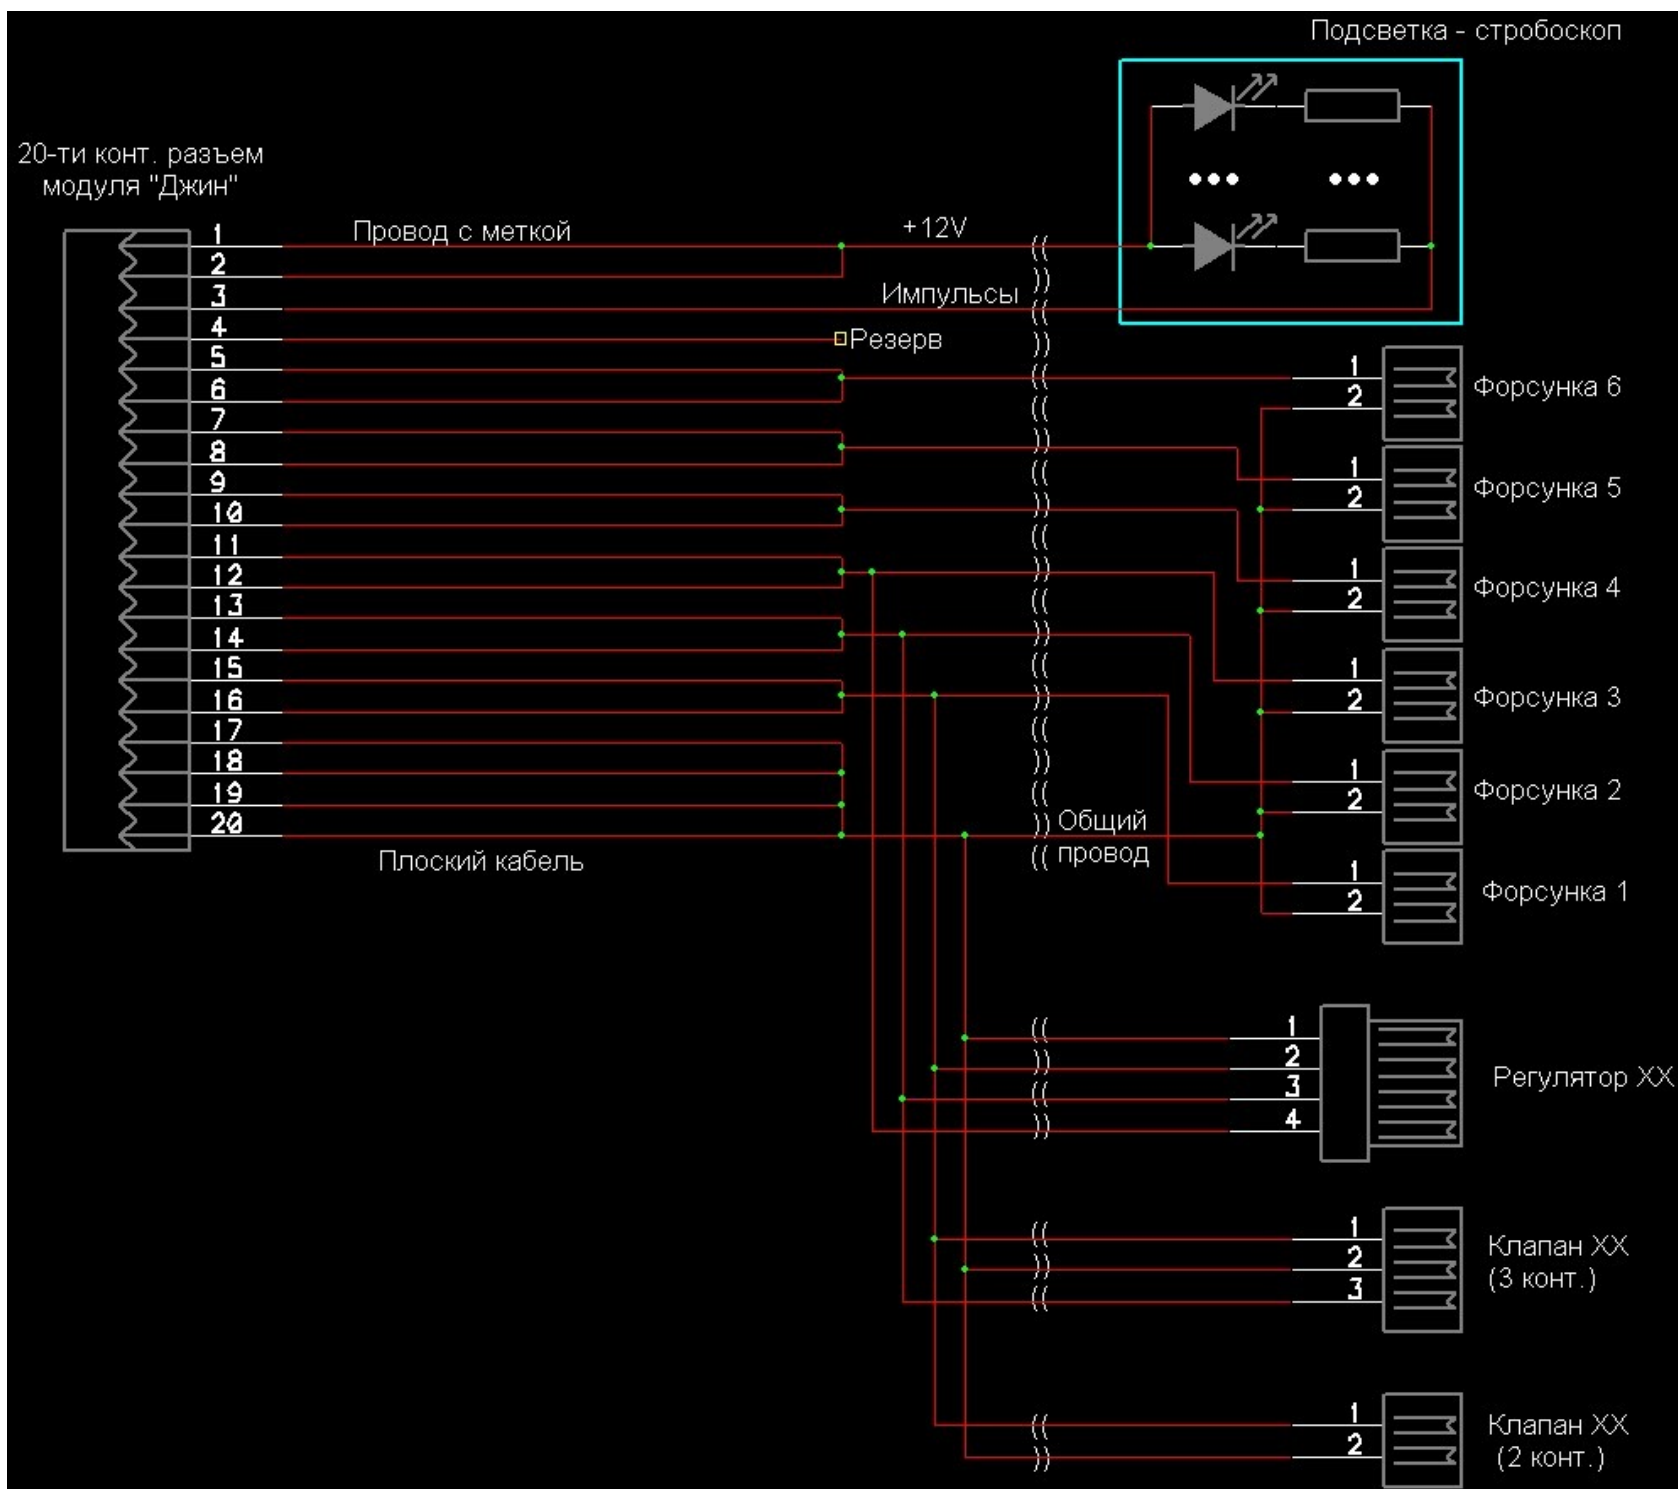 Подсветка - стробоскоп
20-ти конт. разъем
модуля "Джин"
1
2
3
4
5
6
7
8
9
10
11
12
13
14
15
16
17
18
19
20
Провод с меткой
+12V
Импульсы
Резерв
Плоский кабель
Общий
провод
1
2
Форсунка 6
1
2
Форсунка 5
1
2
Форсунка 4
1
2
Форсунка 3
1
2
Форсунка 2
1
2
Форсунка 1
1
2
3
4
Регулятор ХХ
1
2
3
Клапан ХХ
(3 конт.)
1
2
Клапан ХХ
(2 конт.)